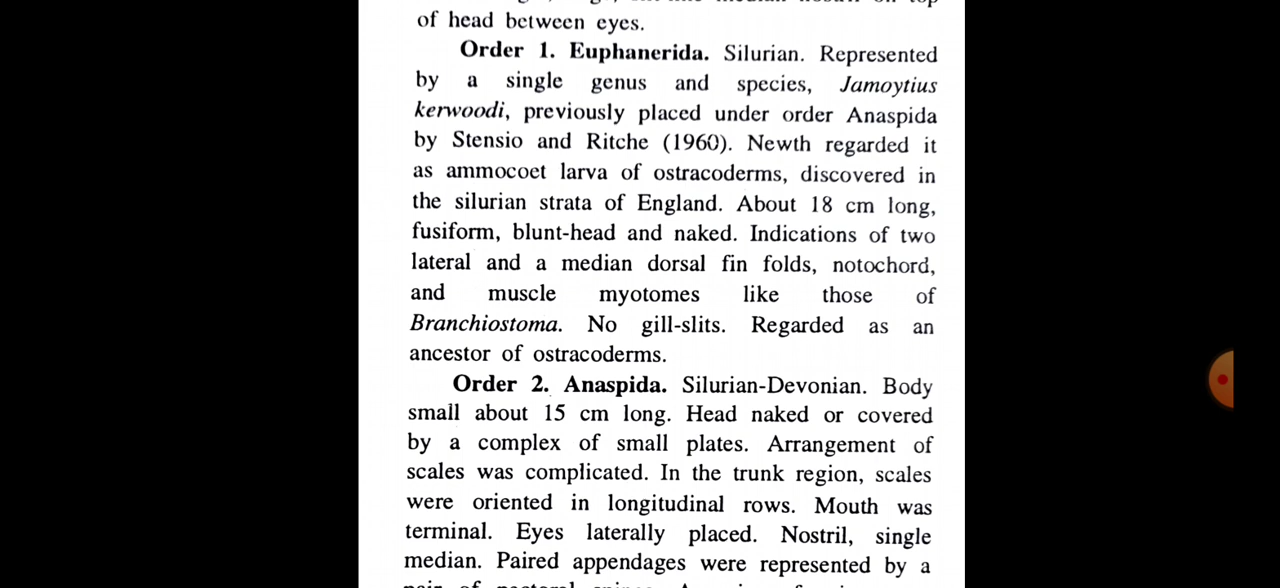 of head between eyes.
Order 1. Euphanerida. Silurian. Represented
by a single genus and species, Jamoytius
kerwoodi, previously placed under order Anaspida
by Stensio and Ritche (1960). Newth regarded it
as ammocoet larva of ostracoderms, discovered in
the silurian strata of England. About 18 cm long,
fusiform, blunt-head and naked. Indications of two
lateral and a median dorsal fin folds, notochord,
and muscle myotomes like those of
Branchiostoma. No gill-slits. Regarded as an
ancestor of ostracoderms.
Order 2. Anaspida. Silurian-Devonian. Body
small about 15 cm long. Head naked or covered
by a complex of small plates. Arrangement of
scales was complicated. In the trunk region, scales
were oriented in longitudinal rows. Mouth was
terminal. Eyes laterally placed. Nostril, single
median. Paired appendages were represented by a